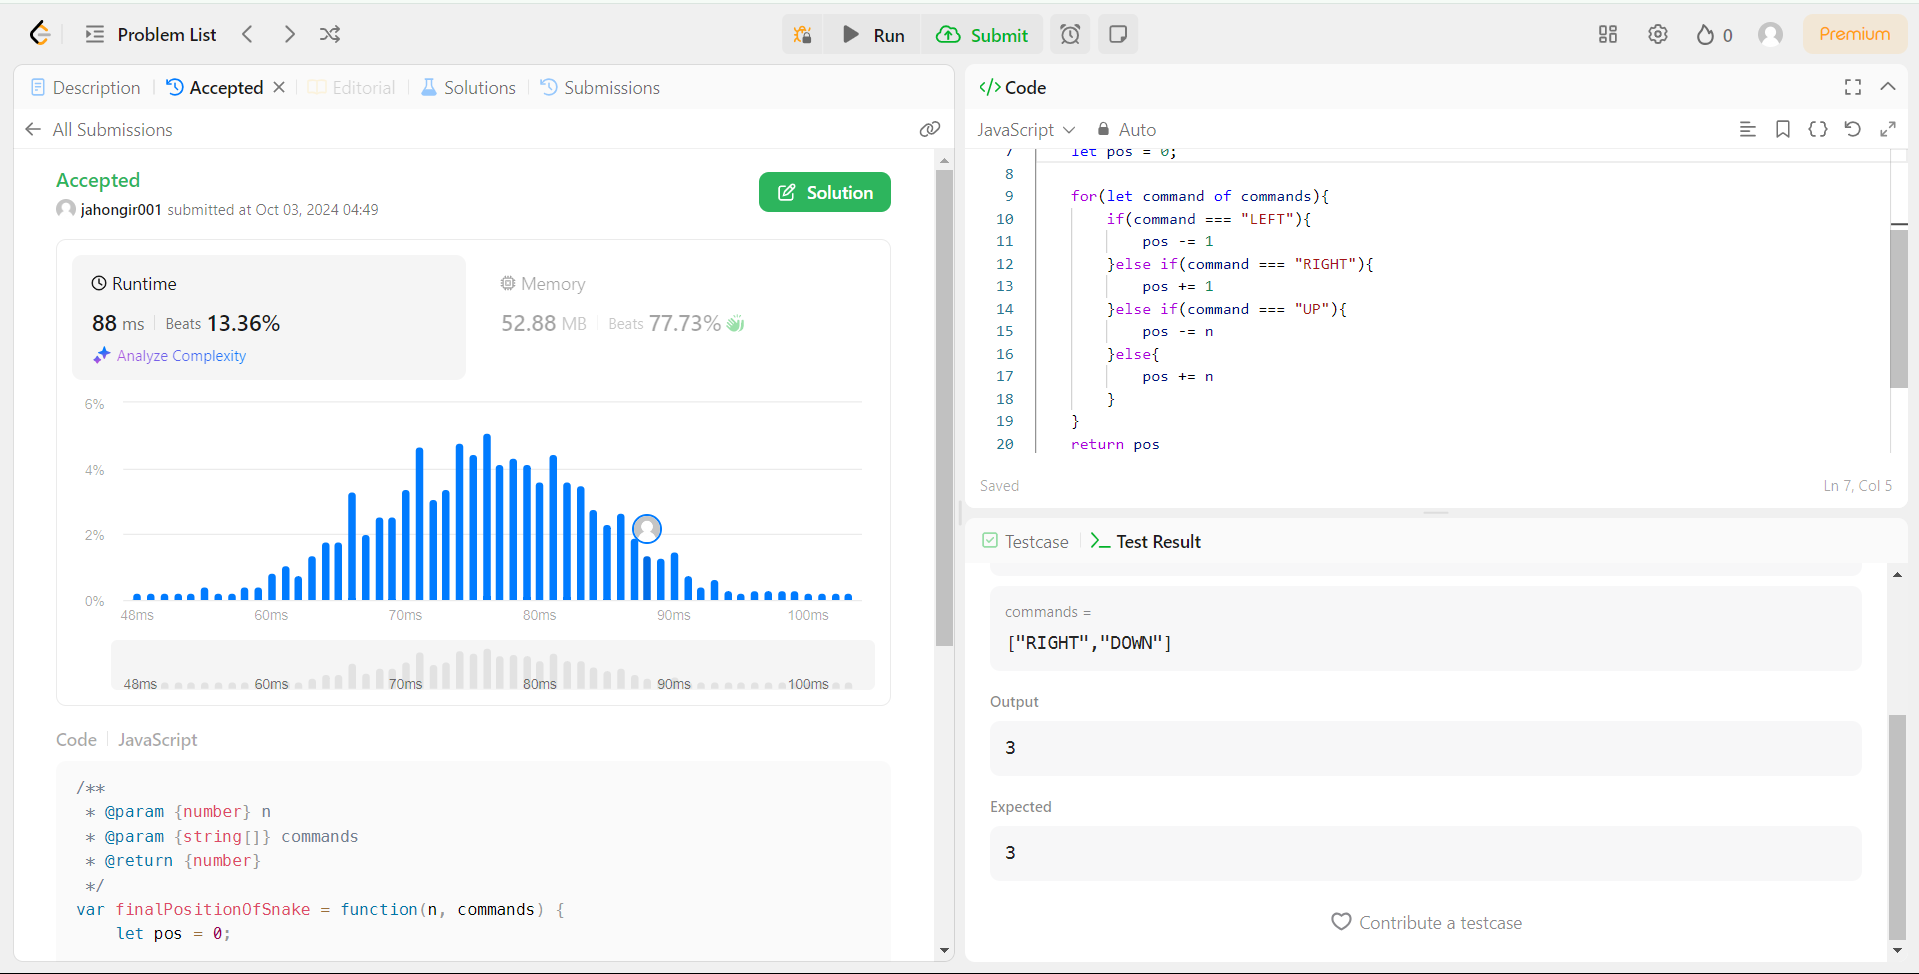 Problem List
Run
Submit
0
Premium
Description
Accepted
Editorial
Solutions
Submissions
All Submissions
Accepted
jahongir001 submitted at Oct 03, 2024 04:49
Solution
Runtime
88 ms
Beats 13.36%
Analyze Complexity
Memory
52.88 MB
Beats 77.73%
6%
4%
2%
0%
48ms 60ms 70ms 80ms 90ms 100ms
48ms 60ms 70ms 80ms 90ms 100ms
Code JavaScript
/**
* @param {number} n
* @param {string[]} commands
* @return {number}
*/
var finalPositionOfSnake = function(n, commands) {
let pos = 0;
</> Code
JavaScript
Auto
7 let pos = 0;
8
9 for(let command of commands){
10 if(command === "LEFT"){
11 pos -= 1
12 }else if(command === "RIGHT"){
13 pos += 1
14 }else if(command === "UP"){
15 pos -= n
16 }else{
17 pos += n
18 }
19 }
20 return pos
Saved
Ln 7, Col 5
Testcase
Test Result
commands =
["RIGHT","DOWN"]
Output
3
Expected
3
Contribute a testcase